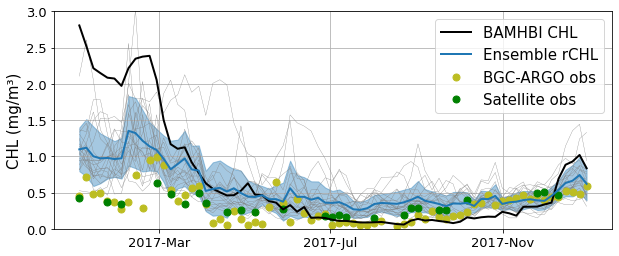 CHL (mg/m³)
3.0
2.5
2.0
1.5
1.0
0.5
0.0
2017-Mar
2017-Jul
2017-Nov
BAMHBI CHL
Ensemble rCHL
BGC-ARGO obs
Satellite obs